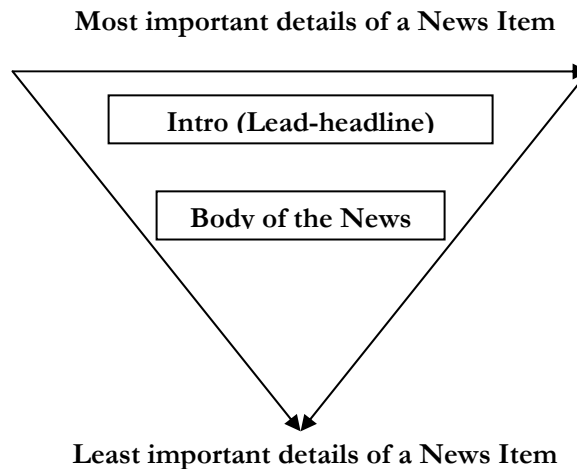 Most important details of a News Item
Intro (Lead-headline)
Body of the News
Least important details of a News Item